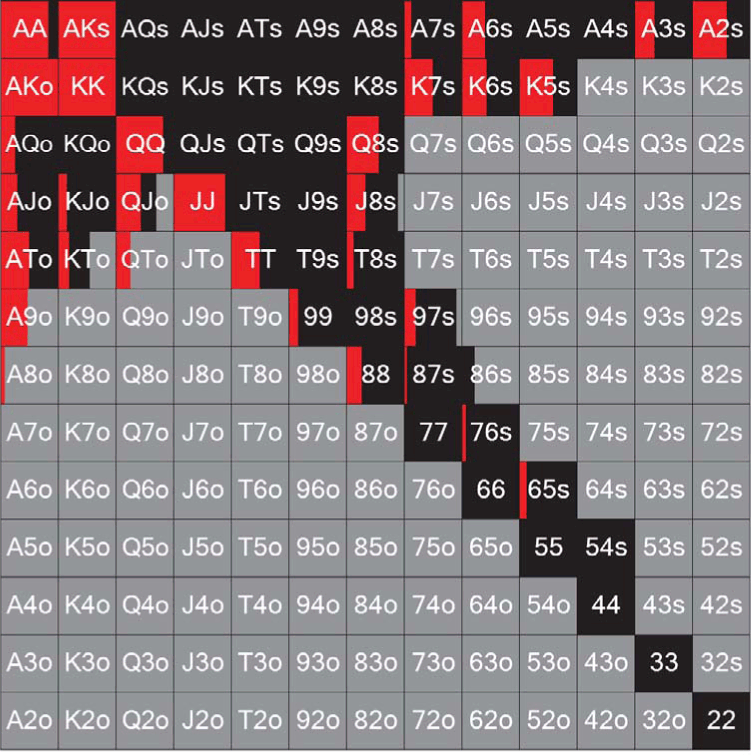 AA AKs AQs AJs ATs A9s A8s A7s A6s A5s A4s A3s A2s
AKo KK KQs KJs KTs K9s K8s K7s K6s K5s K4s K3s K2s
AQo KQo QQ QJs QTs Q9s Q8s Q7s Q6s Q5s Q4s Q3s Q2s
AJo KJo QJo JJ JTs J9s J8s J7s J6s J5s J4s J3s J2s
ATo KTo QTo JTo TT T9s T8s T7s T6s T5s T4s T3s T2s
A9o K9o Q9o J9o T9o 99 98s 97s 96s 95s 94s 93s 92s
A8o K8o Q8o J8o T8o 98o 88 87s 86s 85s 84s 83s 82s
A7o K7o Q7o J7o T7o 97o 87o 77 76s 75s 74s 73s 72s
A6o K6o Q6o J6o T6o 96o 86o 76o 66 65s 64s 63s 62s
A5o K5o Q5o J5o T5o 95o 85o 75o 65o 55 54s 53s 52s
A4o K4o Q4o J4o T4o 94o 84o 74o 64o 54o 44 43s 42s
A3o K3o Q3o J3o T3o 93o 83o 73o 63o 53o 43o 33 32s
A2o K2o Q2o J2o T2o 92o 82o 72o 62o 52o 42o 32o 22